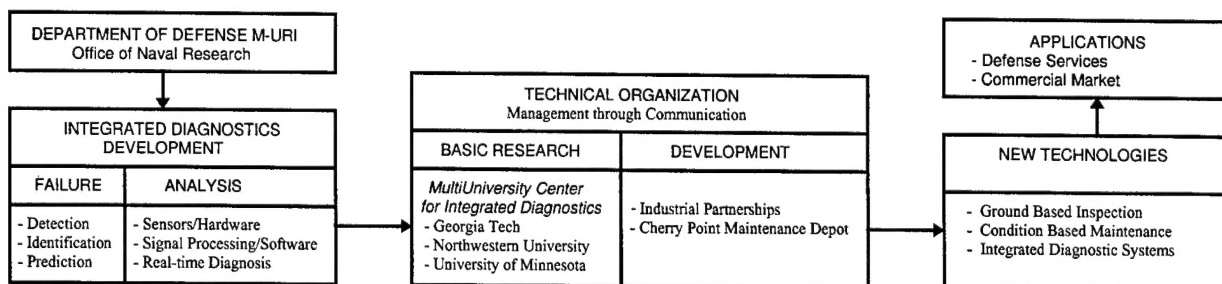 DEPARTMENT OF DEFENSE M-URI
Office of Naval Research
INTEGRATED DIAGNOSTICS
DEVELOPMENT
FAILURE
- Detection
- Identification
- Prediction
ANALYSIS
- Sensors/Hardware
- Signal Processing/Software
- Real-time Diagnosis
TECHNICAL ORGANIZATION
Management through Communication
BASIC RESEARCH
MultiUniversity Center
for Integrated Diagnostics
- Georgia Tech
- Northwestern University
- University of Minnesota
DEVELOPMENT
- Industrial Partnerships
- Cherry Point Maintenance Depot
APPLICATIONS
- Defense Services
- Commercial Market
NEW TECHNOLOGIES
- Ground Based Inspection
- Condition Based Maintenance
- Integrated Diagnostic Systems